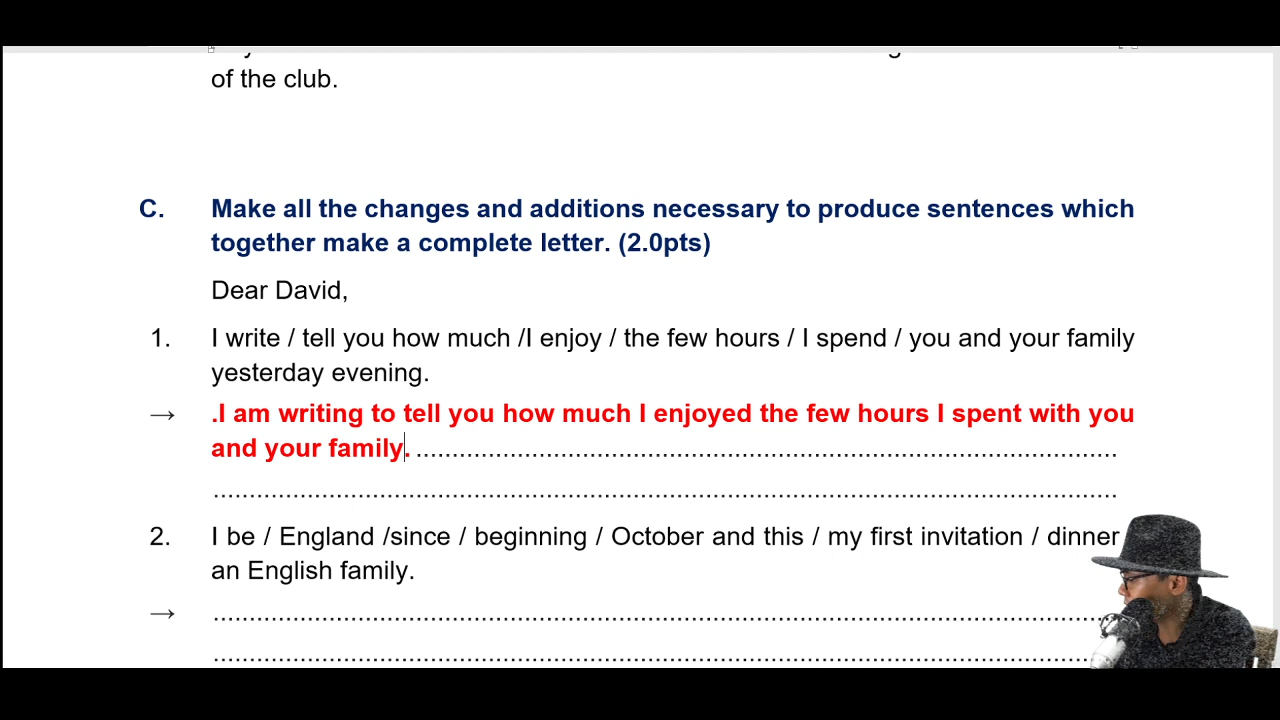 of the club.
C. Make all the changes and additions necessary to produce sentences which
together make a complete letter. (2.0pts)
Dear David,
1. I write / tell you how much /I enjoy / the few hours / I spend / you and your family
yesterday evening.
→ .I am writing to tell you how much I enjoyed the few hours I spent with you
and your family. ..................................................................................................
..............................................................................................................................
2. I be / England /since / beginning / October and this / my first invitation / dinner
an English family.
→ ..........................................................................................................................
..........................................................................................................................